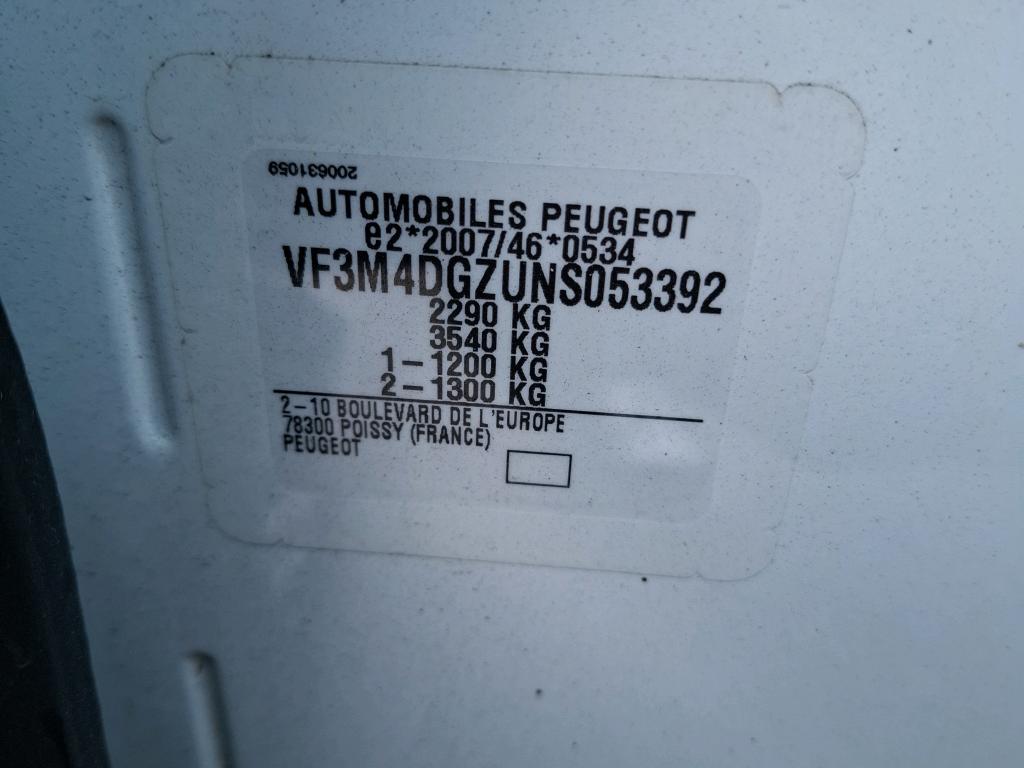 200631059
AUTOMOBILES PEUGEOT
e2*2007/46*0534
VF3M4DGZUNS053392
2290 KG
3540 KG
1-1200 KG
2-1300 KG
2-10 BOULEVARD DE L'EUROPE
78300 POISSY (FRANCE)
PEUGEOT